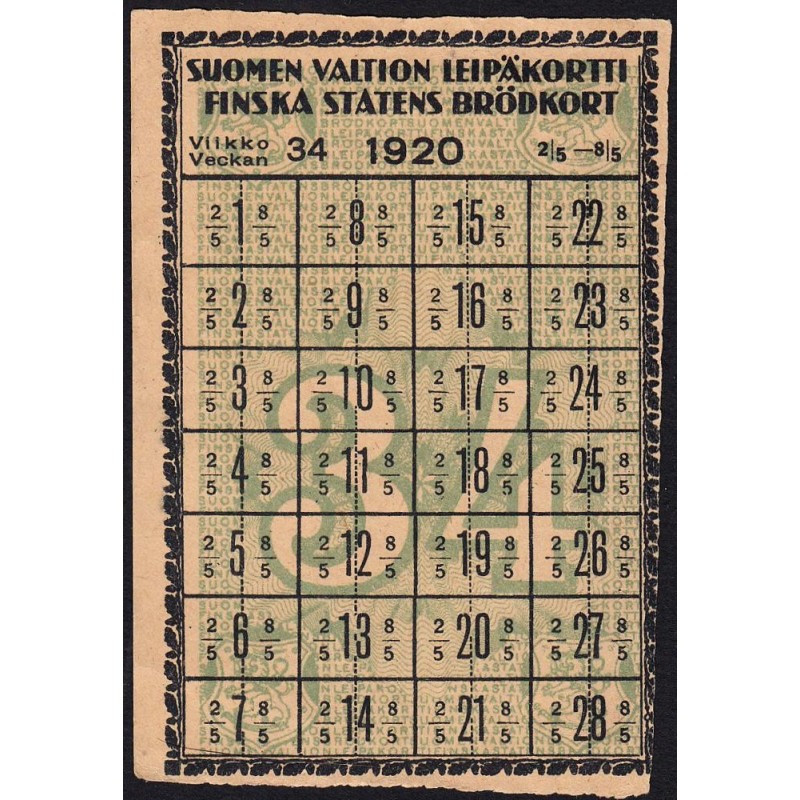 SUOMEN VALTION LEIPÄKORTTI
FINSKA STATENS BRÖDKORT
Viikko
Veckan 34 1920 2/5–8/5
2/5 1 8/5 2/5 8 8/5 2/5 15 8/5 2/5 22 8/5
2/5 2 8/5 2/5 9 8/5 2/5 16 8/5 2/5 23 8/5
2/5 3 8/5 2/5 10 8/5 2/5 17 8/5 2/5 24 8/5
2/5 4 8/5 2/5 11 8/5 2/5 18 8/5 2/5 25 8/5
2/5 5 8/5 2/5 12 8/5 2/5 19 8/5 2/5 26 8/5
2/5 6 8/5 2/5 13 8/5 2/5 20 8/5 2/5 27 8/5
2/5 7 8/5 2/5 14 8/5 2/5 21 8/5 2/5 28 8/5
34